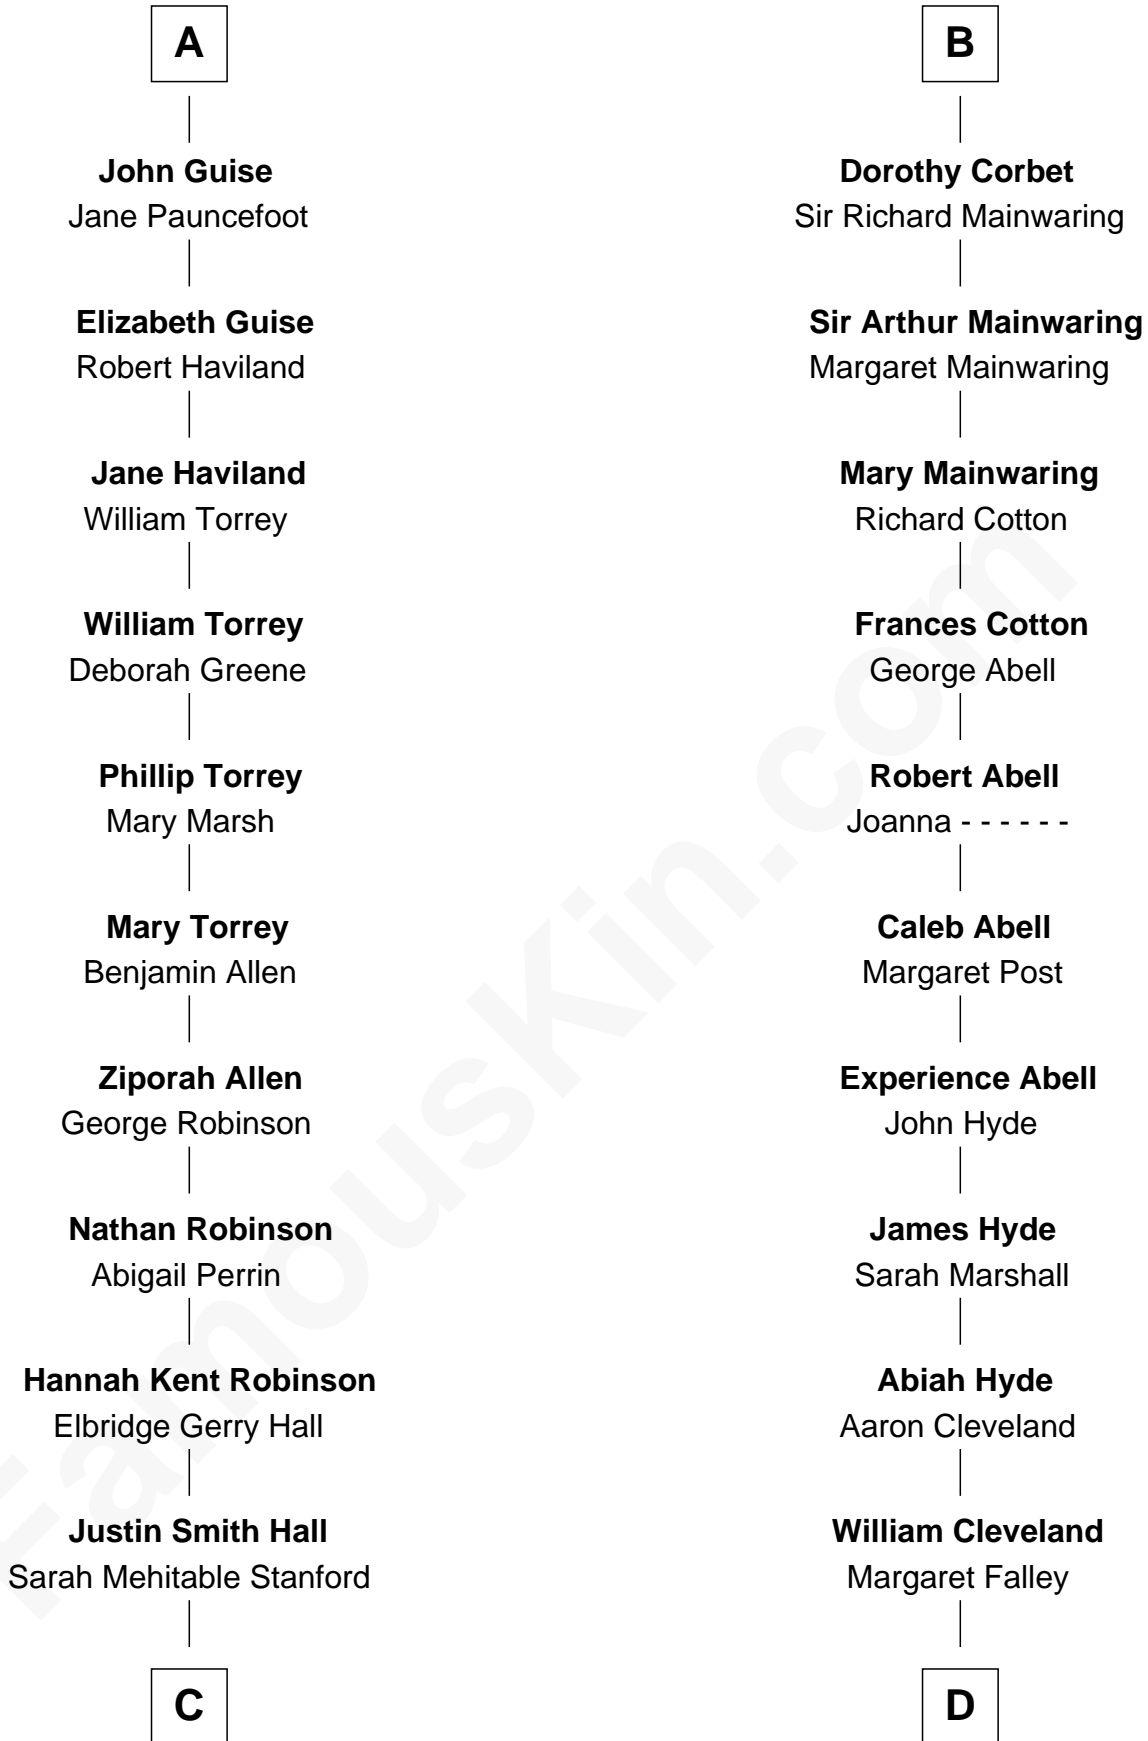 A
John Guise
Jane Pauncefoot
Elizabeth Guise
Robert Haviland
Jane Haviland
William Torrey
William Torrey
Deborah Greene
Phillip Torrey
Mary Marsh
Mary Torrey
Benjamin Allen
Ziporah Allen
George Robinson
Nathan Robinson
Abigail Perrin
Hannah Kent Robinson
Elbridge Gerry Hall
Justin Smith Hall
Sarah Mehitable Stanford
C
B
Dorothy Corbet
Sir Richard Mainwaring
Sir Arthur Mainwaring
Margaret Mainwaring
Mary Mainwaring
Richard Cotton
Frances Cotton
George Abell
Robert Abell
Joanna - - - - - -
Caleb Abell
Margaret Post
Experience Abell
John Hyde
James Hyde
Sarah Marshall
Abiah Hyde
Aaron Cleveland
William Cleveland
Margaret Falley
D
FamousKin.com